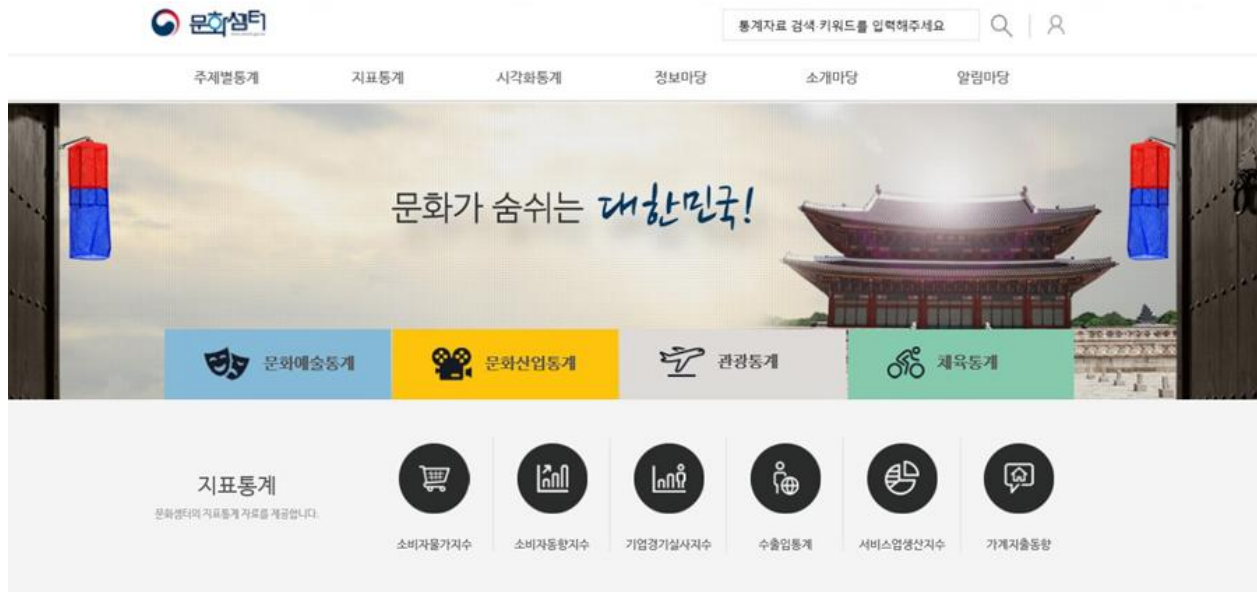 문화셈터
통계자료 검색 키워드를 입력해주세요
주제별통계 지표통계 시각화통계 정보마당 소개마당 알림마당
문화가 숨쉬는 대한민국!
문화예술통계 문화산업통계 관광통계 체육통계
지표통계
문화셈터의 지표통계 자료를 제공합니다.
소비자물가지수 소비자동향지수 기업경기실사지수 수출입통계 서비스업생산지수 가계지출동향